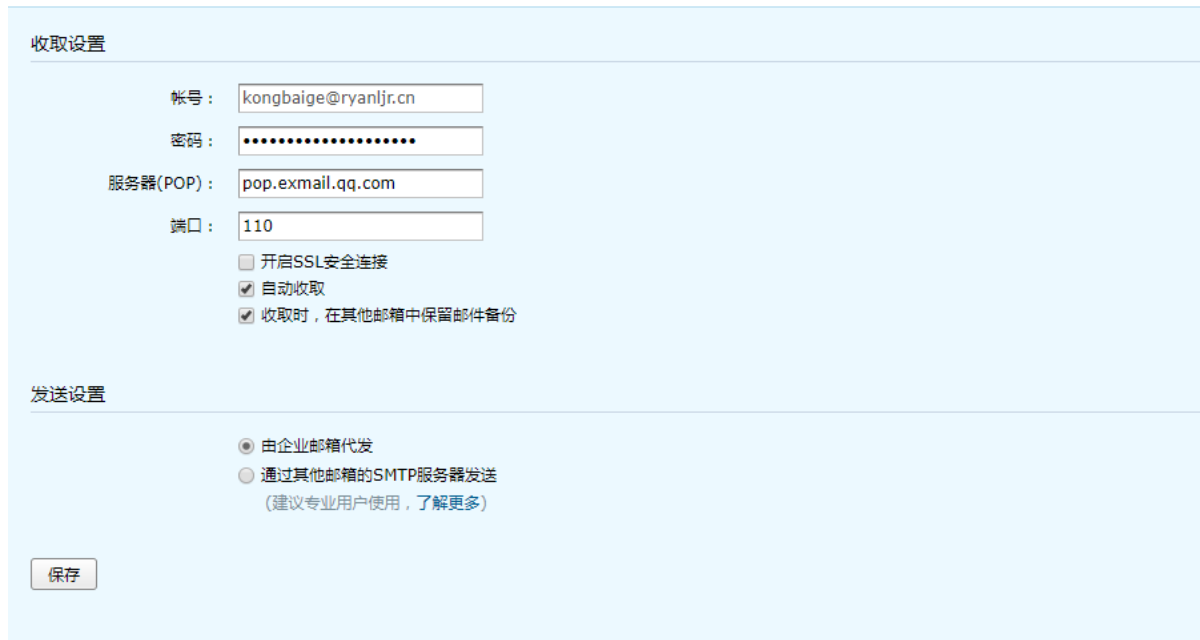 收取设置
帐号： kongbaige@ryanljr.cn
密码： ••••••••••••••••••••
服务器(POP)： pop.exmail.qq.com
端口： 110
开启SSL安全连接
自动收取
收取时，在其他邮箱中保留邮件备份
发送设置
由企业邮箱代发
通过其他邮箱的SMTP服务器发送
(建议专业用户使用，了解更多)
保存